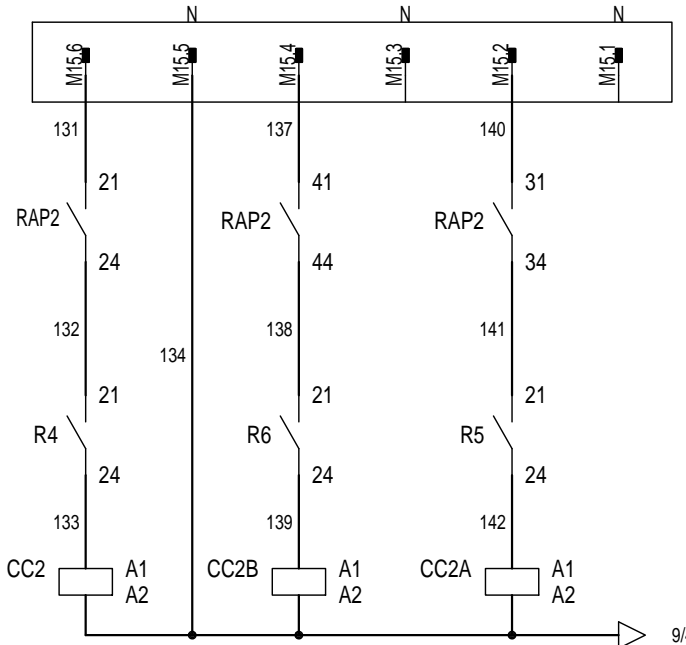 N N N
M15.6 M15.5 M15.4 M15.3 M15.2 M15.1
131 137 140
21 41 31
RAP2 RAP2 RAP2
24 44 34
132 138 141
134
21 21 21
R4 R6 R5
24 24 24
133 139 142
CC2 A1 CC2B A1 CC2A A1
A2 A2 A2